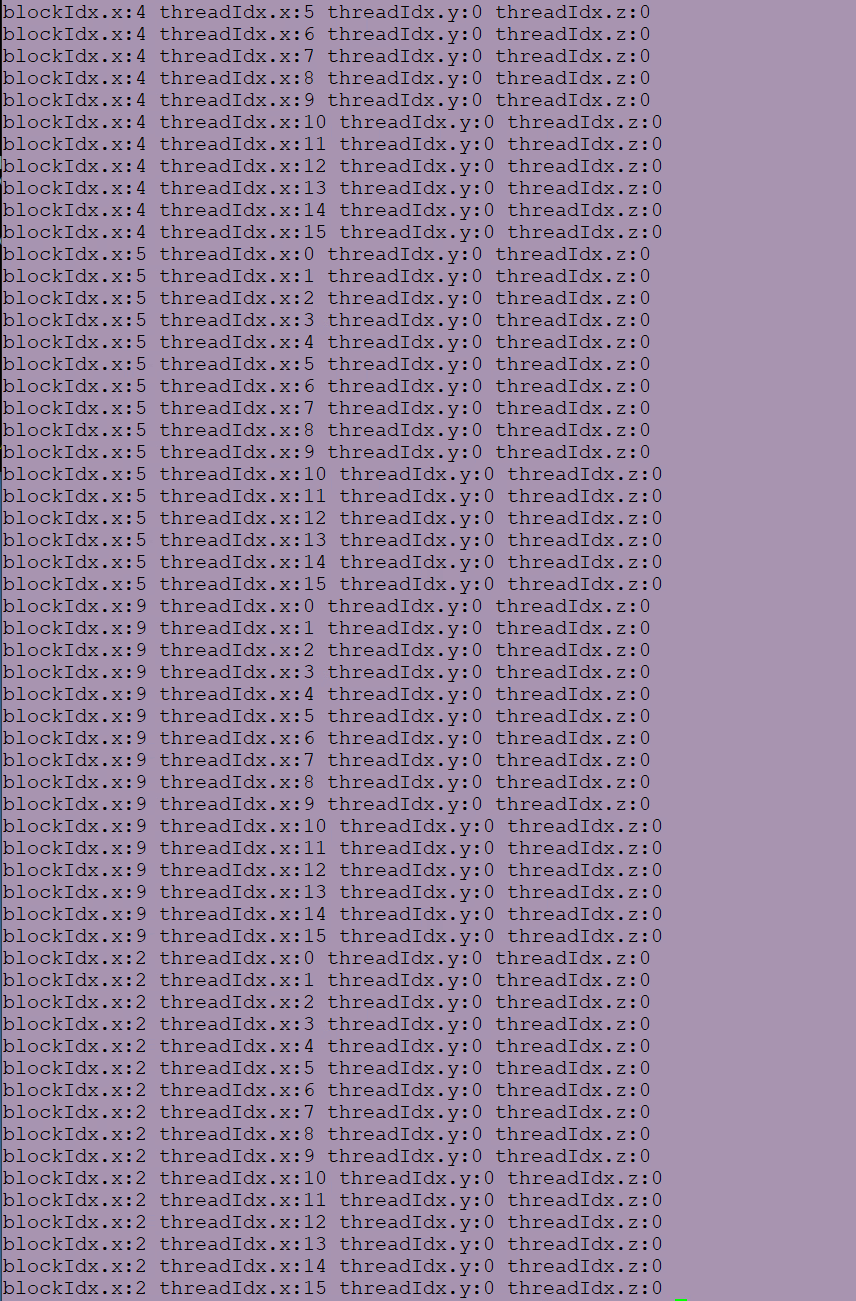 blockIdx.x:4 threadIdx.x:5 threadIdx.y:0 threadIdx.z:0
blockIdx.x:4 threadIdx.x:6 threadIdx.y:0 threadIdx.z:0
blockIdx.x:4 threadIdx.x:7 threadIdx.y:0 threadIdx.z:0
blockIdx.x:4 threadIdx.x:8 threadIdx.y:0 threadIdx.z:0
blockIdx.x:4 threadIdx.x:9 threadIdx.y:0 threadIdx.z:0
blockIdx.x:4 threadIdx.x:10 threadIdx.y:0 threadIdx.z:0
blockIdx.x:4 threadIdx.x:11 threadIdx.y:0 threadIdx.z:0
blockIdx.x:4 threadIdx.x:12 threadIdx.y:0 threadIdx.z:0
blockIdx.x:4 threadIdx.x:13 threadIdx.y:0 threadIdx.z:0
blockIdx.x:4 threadIdx.x:14 threadIdx.y:0 threadIdx.z:0
blockIdx.x:4 threadIdx.x:15 threadIdx.y:0 threadIdx.z:0
blockIdx.x:5 threadIdx.x:0 threadIdx.y:0 threadIdx.z:0
blockIdx.x:5 threadIdx.x:1 threadIdx.y:0 threadIdx.z:0
blockIdx.x:5 threadIdx.x:2 threadIdx.y:0 threadIdx.z:0
blockIdx.x:5 threadIdx.x:3 threadIdx.y:0 threadIdx.z:0
blockIdx.x:5 threadIdx.x:4 threadIdx.y:0 threadIdx.z:0
blockIdx.x:5 threadIdx.x:5 threadIdx.y:0 threadIdx.z:0
blockIdx.x:5 threadIdx.x:6 threadIdx.y:0 threadIdx.z:0
blockIdx.x:5 threadIdx.x:7 threadIdx.y:0 threadIdx.z:0
blockIdx.x:5 threadIdx.x:8 threadIdx.y:0 threadIdx.z:0
blockIdx.x:5 threadIdx.x:9 threadIdx.y:0 threadIdx.z:0
blockIdx.x:5 threadIdx.x:10 threadIdx.y:0 threadIdx.z:0
blockIdx.x:5 threadIdx.x:11 threadIdx.y:0 threadIdx.z:0
blockIdx.x:5 threadIdx.x:12 threadIdx.y:0 threadIdx.z:0
blockIdx.x:5 threadIdx.x:13 threadIdx.y:0 threadIdx.z:0
blockIdx.x:5 threadIdx.x:14 threadIdx.y:0 threadIdx.z:0
blockIdx.x:5 threadIdx.x:15 threadIdx.y:0 threadIdx.z:0
blockIdx.x:9 threadIdx.x:0 threadIdx.y:0 threadIdx.z:0
blockIdx.x:9 threadIdx.x:1 threadIdx.y:0 threadIdx.z:0
blockIdx.x:9 threadIdx.x:2 threadIdx.y:0 threadIdx.z:0
blockIdx.x:9 threadIdx.x:3 threadIdx.y:0 threadIdx.z:0
blockIdx.x:9 threadIdx.x:4 threadIdx.y:0 threadIdx.z:0
blockIdx.x:9 threadIdx.x:5 threadIdx.y:0 threadIdx.z:0
blockIdx.x:9 threadIdx.x:6 threadIdx.y:0 threadIdx.z:0
blockIdx.x:9 threadIdx.x:7 threadIdx.y:0 threadIdx.z:0
blockIdx.x:9 threadIdx.x:8 threadIdx.y:0 threadIdx.z:0
blockIdx.x:9 threadIdx.x:9 threadIdx.y:0 threadIdx.z:0
blockIdx.x:9 threadIdx.x:10 threadIdx.y:0 threadIdx.z:0
blockIdx.x:9 threadIdx.x:11 threadIdx.y:0 threadIdx.z:0
blockIdx.x:9 threadIdx.x:12 threadIdx.y:0 threadIdx.z:0
blockIdx.x:9 threadIdx.x:13 threadIdx.y:0 threadIdx.z:0
blockIdx.x:9 threadIdx.x:14 threadIdx.y:0 threadIdx.z:0
blockIdx.x:9 threadIdx.x:15 threadIdx.y:0 threadIdx.z:0
blockIdx.x:2 threadIdx.x:0 threadIdx.y:0 threadIdx.z:0
blockIdx.x:2 threadIdx.x:1 threadIdx.y:0 threadIdx.z:0
blockIdx.x:2 threadIdx.x:2 threadIdx.y:0 threadIdx.z:0
blockIdx.x:2 threadIdx.x:3 threadIdx.y:0 threadIdx.z:0
blockIdx.x:2 threadIdx.x:4 threadIdx.y:0 threadIdx.z:0
blockIdx.x:2 threadIdx.x:5 threadIdx.y:0 threadIdx.z:0
blockIdx.x:2 threadIdx.x:6 threadIdx.y:0 threadIdx.z:0
blockIdx.x:2 threadIdx.x:7 threadIdx.y:0 threadIdx.z:0
blockIdx.x:2 threadIdx.x:8 threadIdx.y:0 threadIdx.z:0
blockIdx.x:2 threadIdx.x:9 threadIdx.y:0 threadIdx.z:0
blockIdx.x:2 threadIdx.x:10 threadIdx.y:0 threadIdx.z:0
blockIdx.x:2 threadIdx.x:11 threadIdx.y:0 threadIdx.z:0
blockIdx.x:2 threadIdx.x:12 threadIdx.y:0 threadIdx.z:0
blockIdx.x:2 threadIdx.x:13 threadIdx.y:0 threadIdx.z:0
blockIdx.x:2 threadIdx.x:14 threadIdx.y:0 threadIdx.z:0
blockIdx.x:2 threadIdx.x:15 threadIdx.y:0 threadIdx.z:0